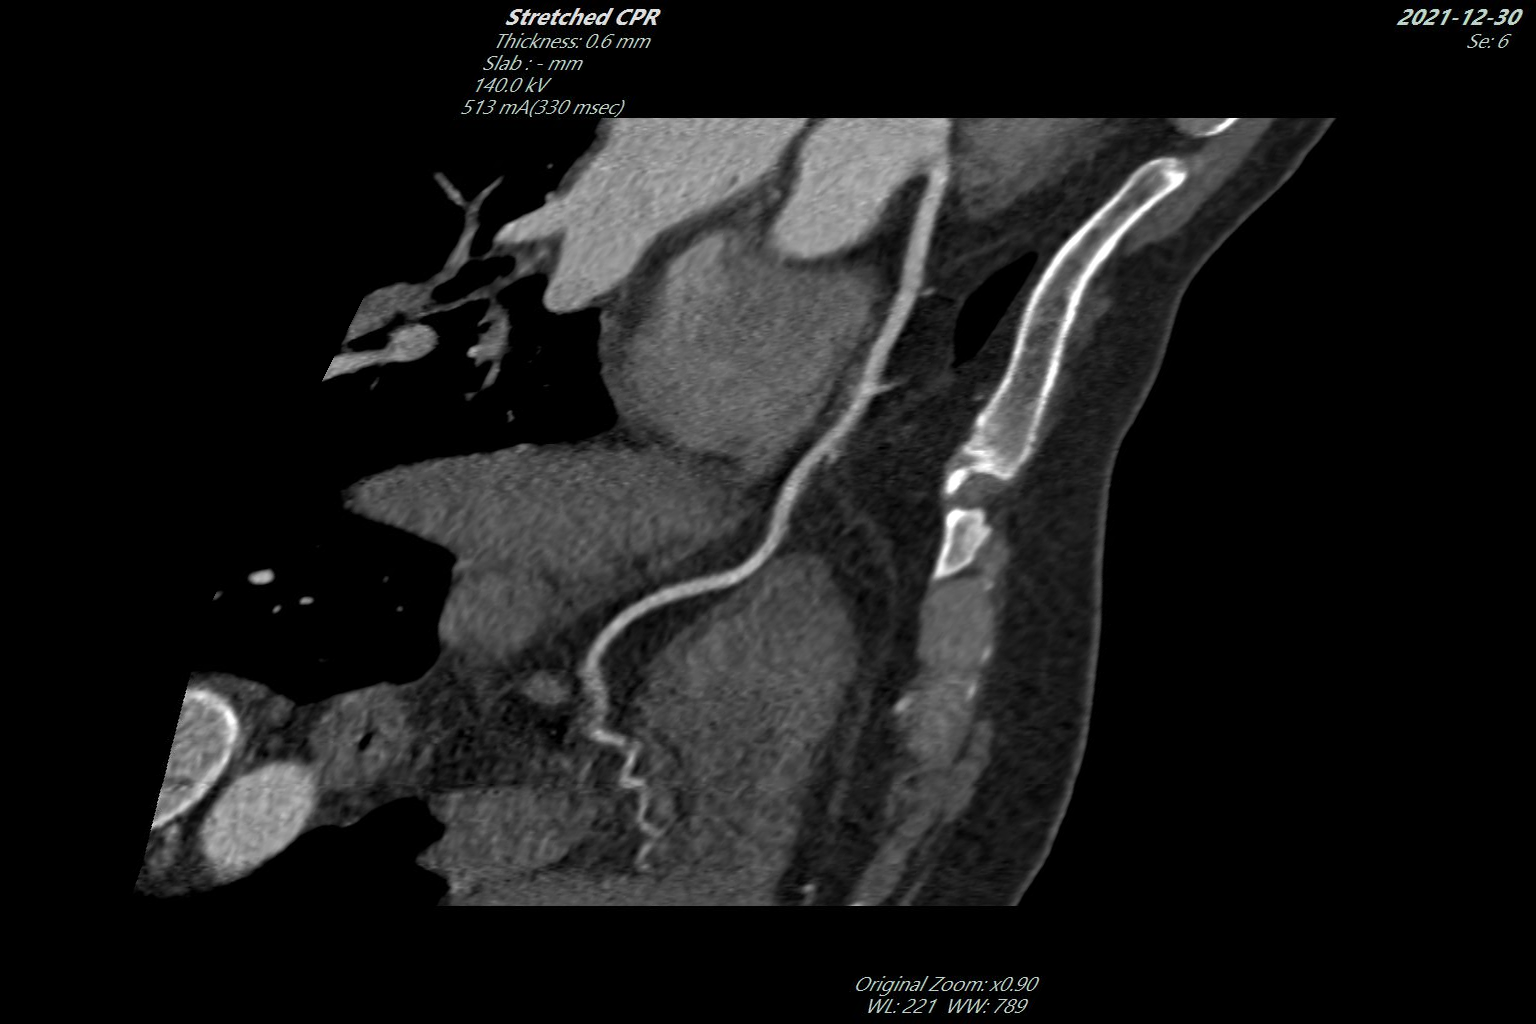 Stretched CPR
Thickness: 0.6 mm
Slab : - mm
140.0 kV
513 mA(330 msec)
2021-12-30
Se: 6
Original Zoom: x0.90
WL: 221 WW: 789